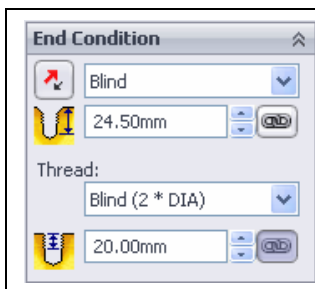 End Condition
Blind
24.50mm
Thread:
Blind (2 * DIA)
20.00mm